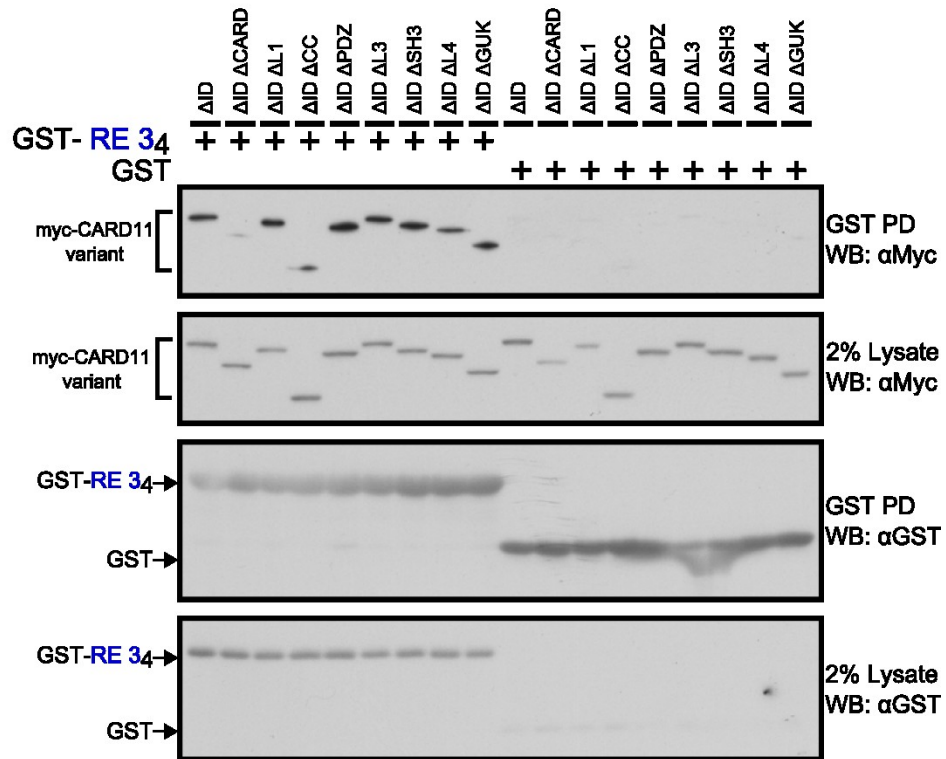 ΔID
ΔID ΔCARD
ΔID ΔL1
ΔID ΔCC
ΔID ΔPDZ
ΔID ΔL3
ΔID ΔSH3
ΔID ΔL4
ΔID ΔGUK
ΔID
ΔID ΔCARD
ΔID ΔL1
ΔID ΔCC
ΔID ΔPDZ
ΔID ΔL3
ΔID ΔSH3
ΔID ΔL4
ΔID ΔGUK
GST- RE 34 + + + + + + + + +
GST + + + + + + + + +
myc-CARD11
variant
GST PD
WB: αMyc
myc-CARD11
variant
2% Lysate
WB: αMyc
GST-RE 34
GST
GST PD
WB: αGST
GST-RE 34
GST
2% Lysate
WB: αGST